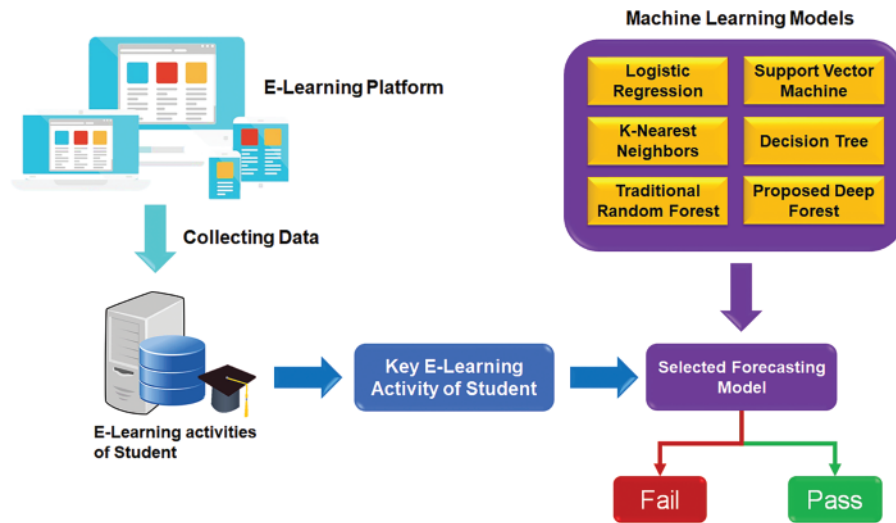 Machine Learning Models
E-Learning Platform
Logistic
Regression
Support Vector
Machine
K-Nearest
Neighbors
Decision Tree
Traditional
Random Forest
Proposed Deep
Forest
Collecting Data
E-Learning activities
of Student
Key E-Learning
Activity of Student
Selected Forecasting
Model
Fail
Pass